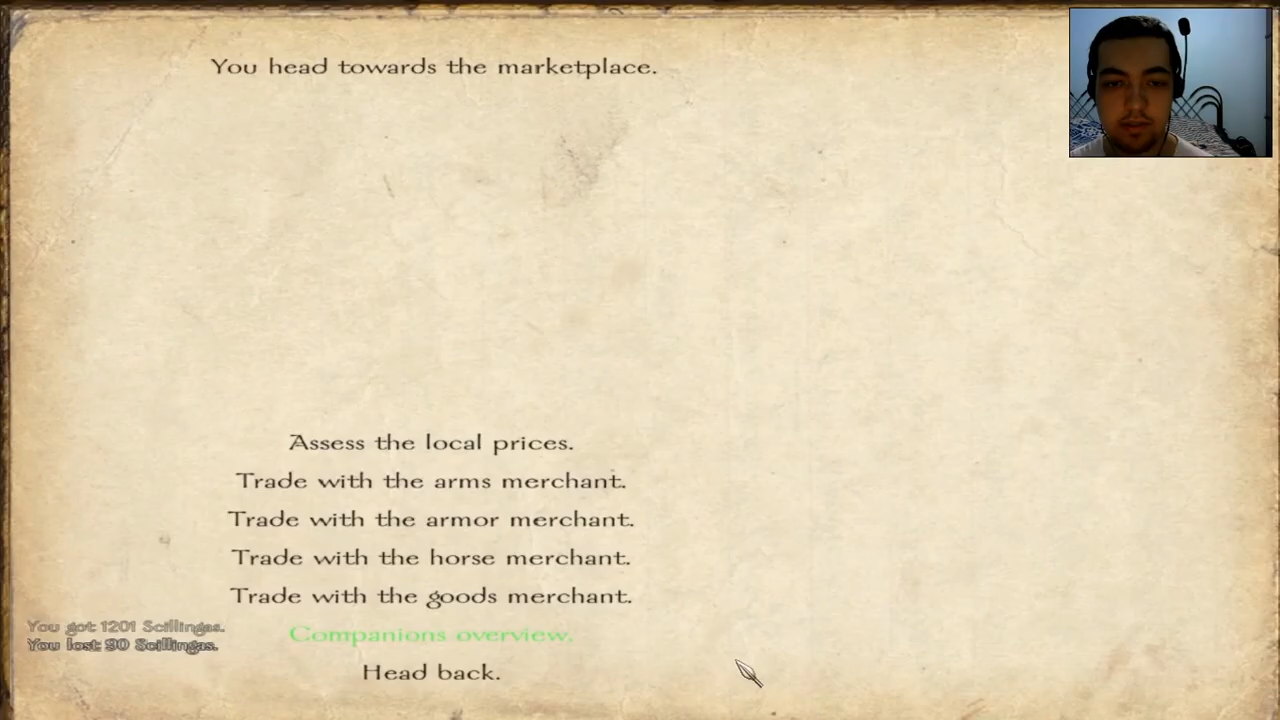 You head towards the marketplace.
Assess the local prices.
Trade with the arms merchant.
Trade with the armor merchant.
Trade with the horse merchant.
Trade with the goods merchant.
You got 1201 Scillingas.
Companions overview.
You lost 90 Scillingas.
Head back.